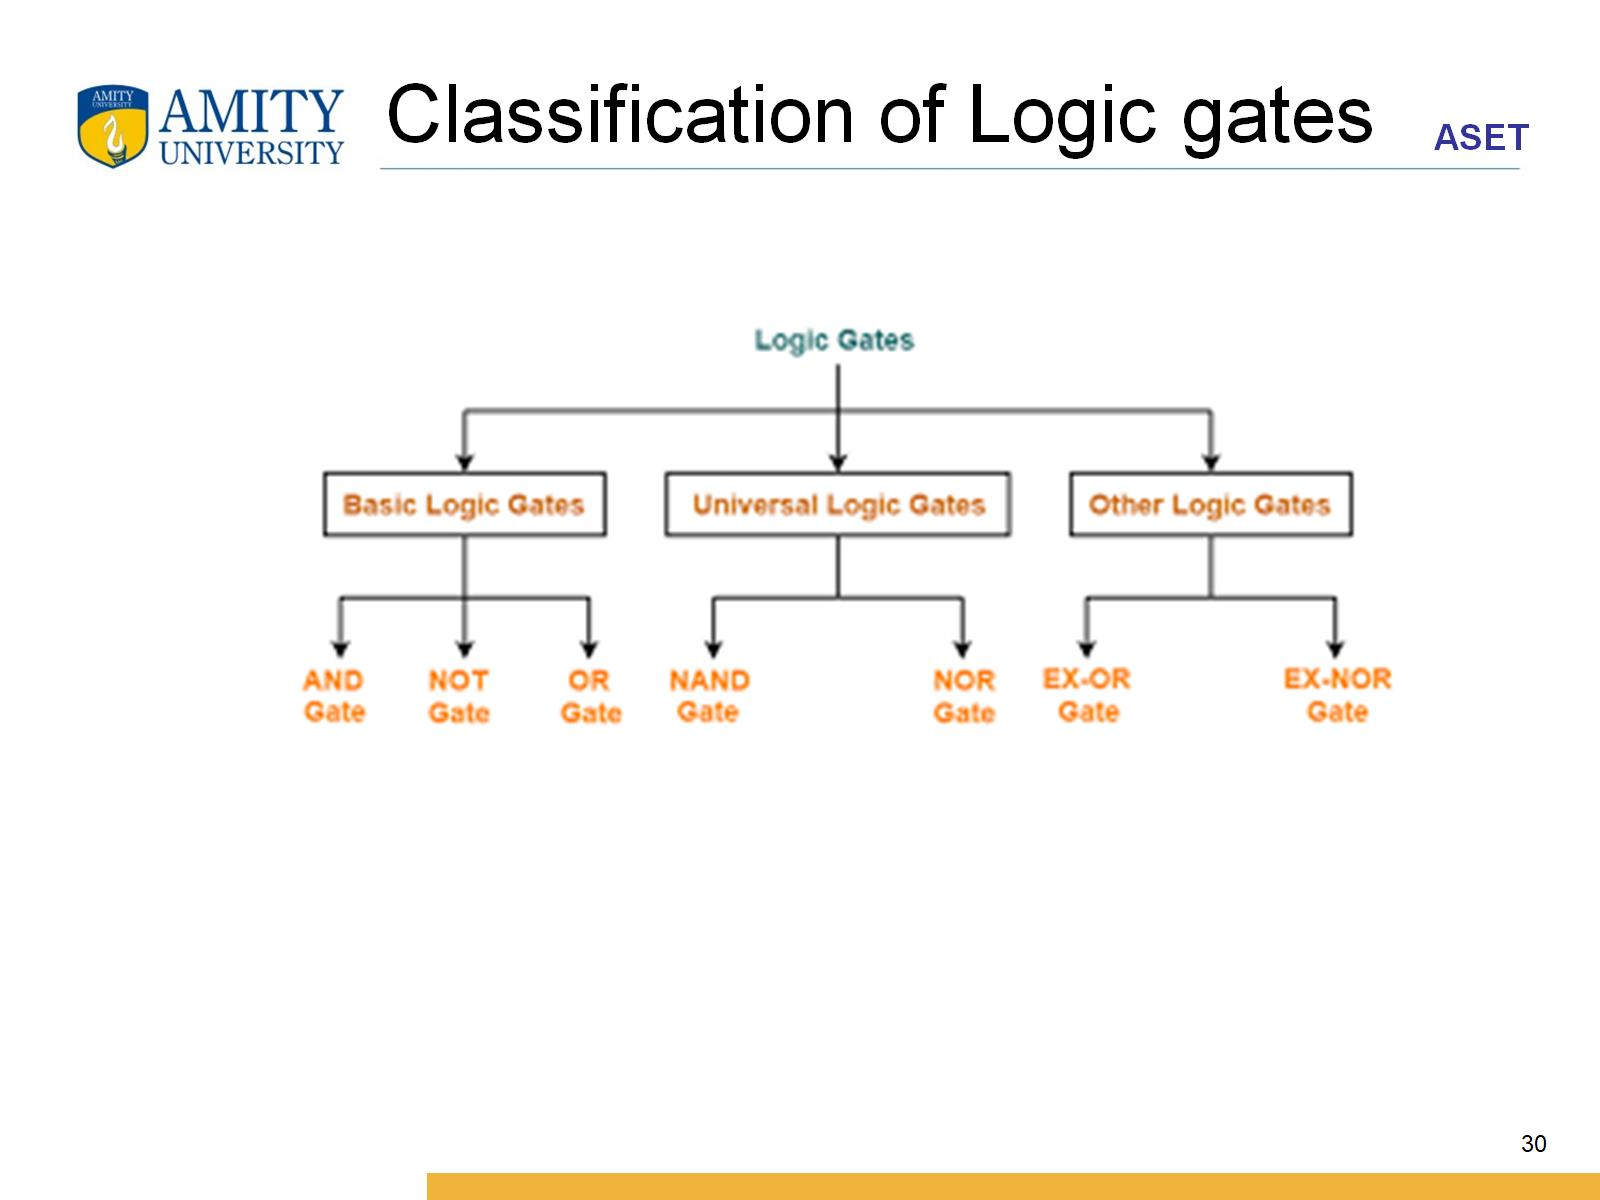 AMITY
UNIVERSITY
AMITY
UNIVERSITY
Classification of Logic gates
ASET
Logic Gates
Basic Logic Gates
Universal Logic Gates
Other Logic Gates
AND
Gate
NOT
Gate
OR
Gate
NAND
Gate
NOR
Gate
EX-OR
Gate
EX-NOR
Gate
30